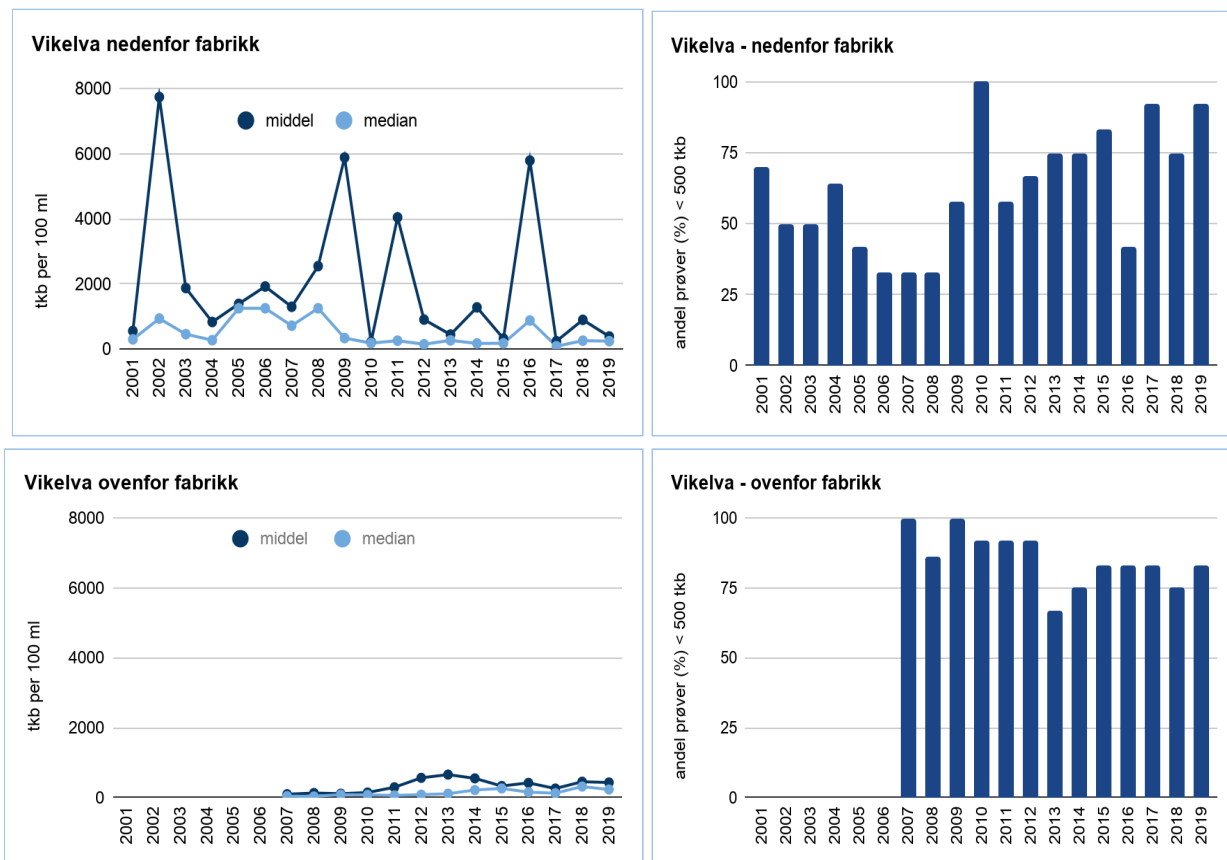 Vikelva nedenfor fabrikk
tkb per 100 ml
8000
6000
4000
2000
0
middel median
2001 2002 2003 2004 2005 2006 2007 2008 2009 2010 2011 2012 2013 2014 2015 2016 2017 2018 2019
Vikelva - nedenfor fabrikk
andel prøver (%) < 500 tkb
100
75
50
25
0
2001 2002 2003 2004 2005 2006 2007 2008 2009 2010 2011 2012 2013 2014 2015 2016 2017 2018 2019
Vikelva ovenfor fabrikk
tkb per 100 ml
8000
6000
4000
2000
0
middel median
2001 2002 2003 2004 2005 2006 2007 2008 2009 2010 2011 2012 2013 2014 2015 2016 2017 2018 2019
Vikelva - ovenfor fabrikk
andel prøver (%) < 500 tkb
100
75
50
25
0
2001 2002 2003 2004 2005 2006 2007 2008 2009 2010 2011 2012 2013 2014 2015 2016 2017 2018 2019